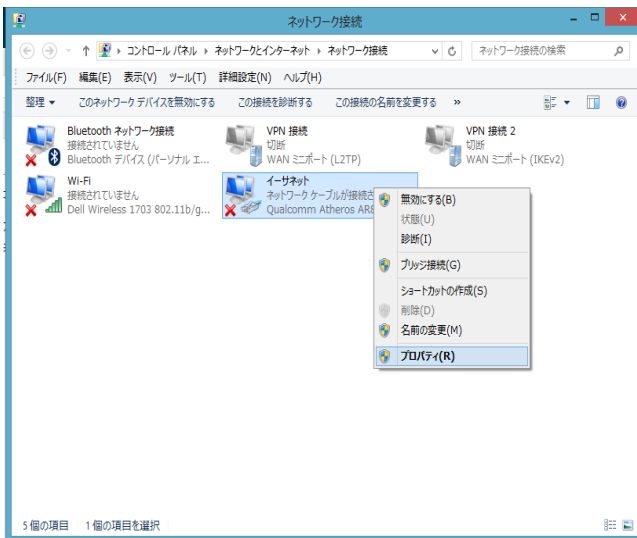 ネットワーク接続
コントロール パネル ▸ ネットワークとインターネット ▸ ネットワーク接続
ネットワーク接続の検索
ファイル(F) 編集(E) 表示(V) ツール(T) 詳細設定(N) ヘルプ(H)
整理 このネットワーク デバイスを無効にする この接続を診断する この接続の名前を変更する »
Bluetooth ネットワーク接続
接続されていません
Bluetooth デバイス (パーソナル エ...
VPN 接続
切断
WAN ミニポート (L2TP)
VPN 接続 2
切断
WAN ミニポート (IKEv2)
Wi-Fi
接続されていません
Dell Wireless 1703 802.11b/g...
イーサネット
ネットワーク ケーブルが接続さ
Qualcomm Atheros AR8
無効にする(B)
状態(U)
診断(I)
ブリッジ接続(G)
ショートカットの作成(S)
削除(D)
名前の変更(M)
プロパティ(R)
5 個の項目 1 個の項目を選択